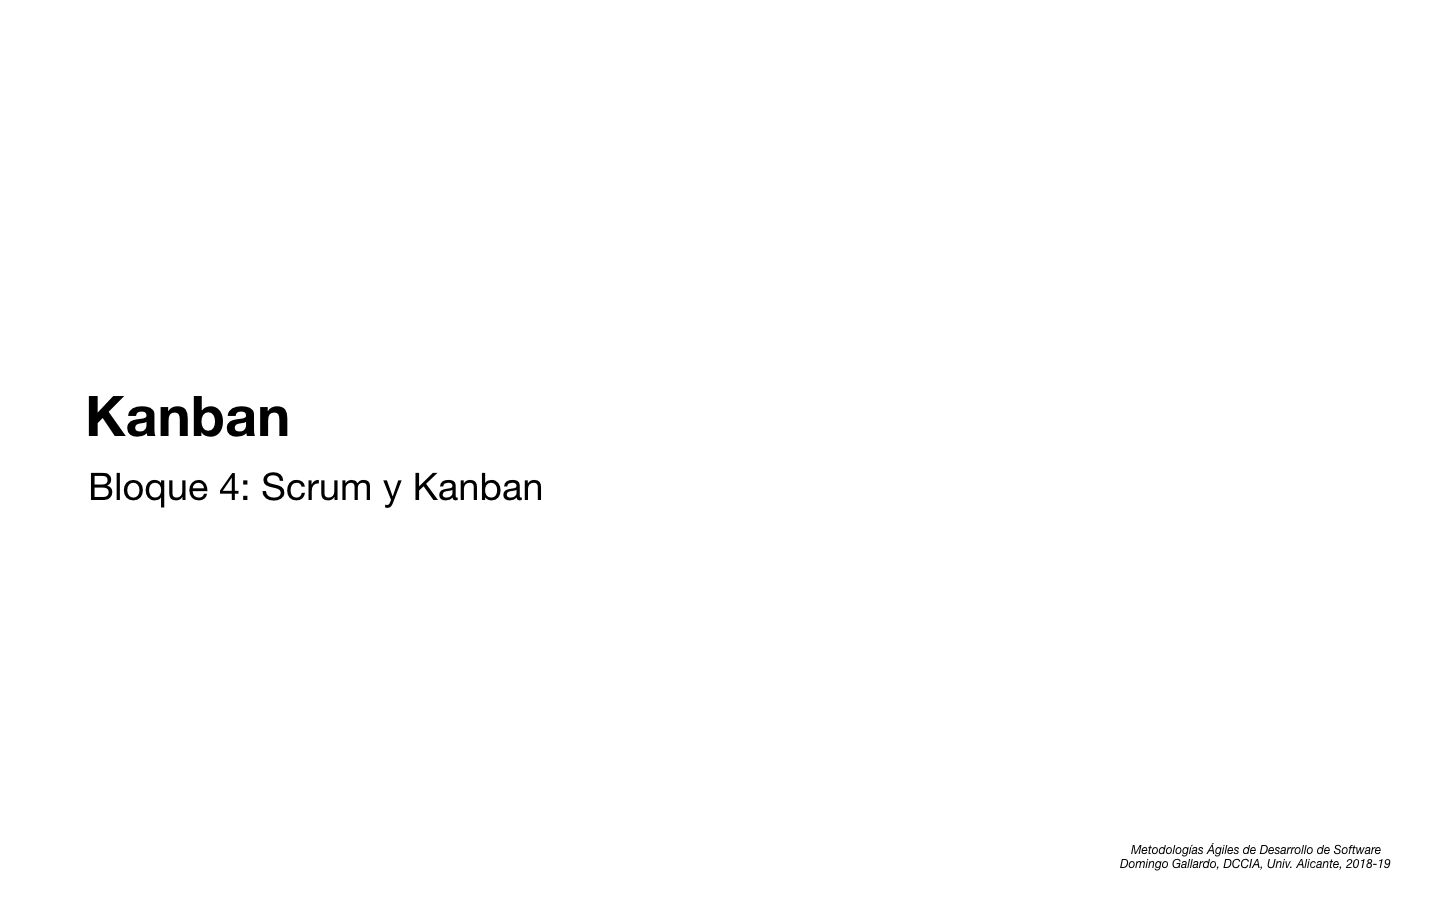 Kanban
Bloque 4: Scrum y Kanban
Metodologías Ágiles de Desarrollo de Software
Domingo Gallardo, DCCIA, Univ. Alicante, 2018-19